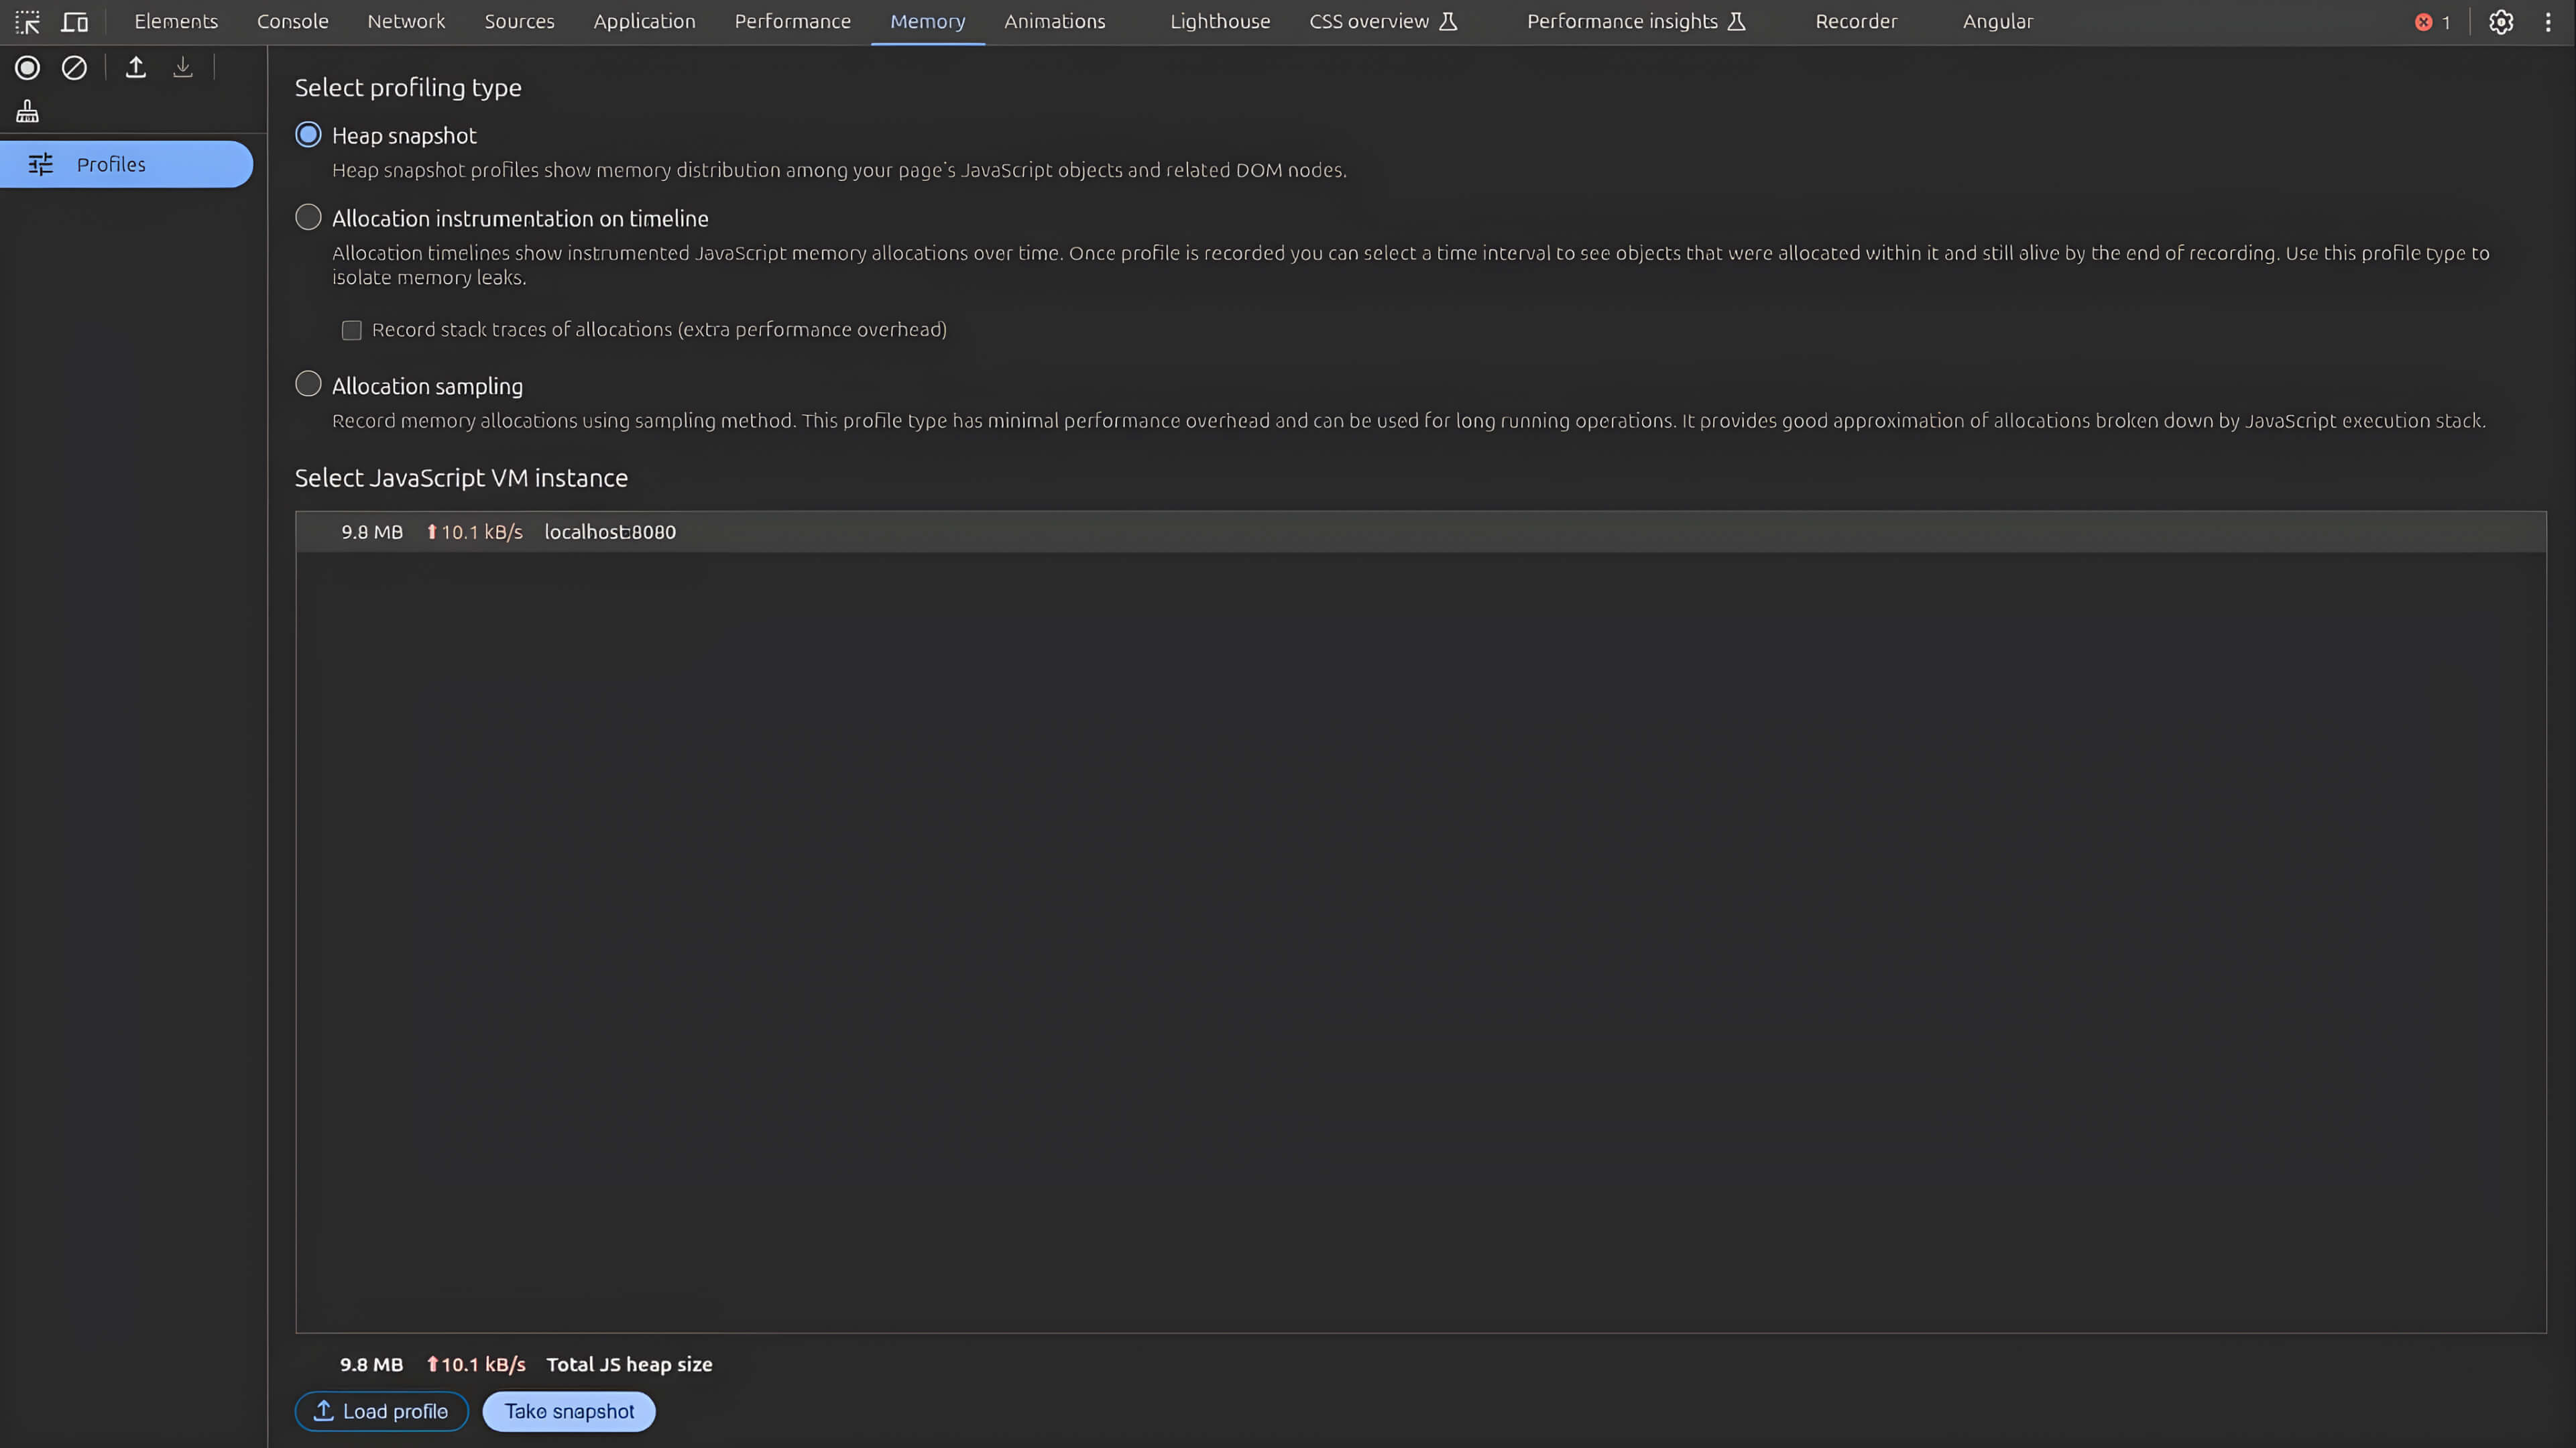 Elements Console Network Sources Application Performance Memory Animations Lighthouse CSS overview Performance insights Recorder Angular 1
Profiles
Select profiling type
Heap snapshot
Heap snapshot profiles show memory distribution among your page's JavaScript objects and related DOM nodes.
Allocation instrumentation on timeline
Allocation timelines show instrumented JavaScript memory allocations over time. Once profile is recorded you can select a time interval to see objects that were allocated within it and still alive by the end of recording. Use this profile type to
isolate memory leaks.
Record stack traces of allocations (extra performance overhead)
Allocation sampling
Record memory allocations using sampling method. This profile type has minimal performance overhead and can be used for long running operations. It provides good approximation of allocations broken down by JavaScript execution stack.
Select JavaScript VM instance
9.8 MB 10.1 kB/s localhost:8080
9.8 MB 10.1 kB/s Total JS heap size
Load profile Take snapshot